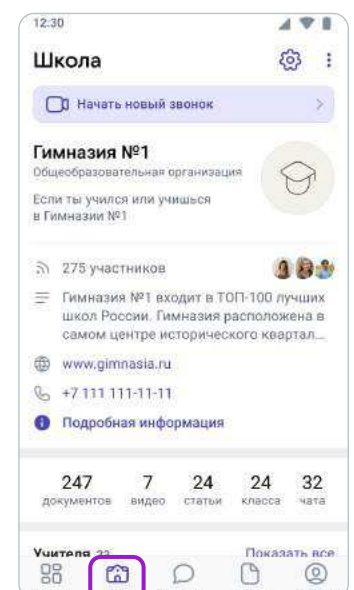 12:30
Школа
Начать новый звонок
Гимназия №1
Общеобразовательная организация
Если ты учился или учишься
в Гимназии №1
275 участников
Гимназия №1 входит в ТОП-100 лучших
школ России. Гимназия расположена в
самом центре исторического квартал...
www.gimnasia.ru
+7 111 111-11-11
Подробная информация
247 7 24 24 32
документов видео статьи класса чата
Учителя Показать все